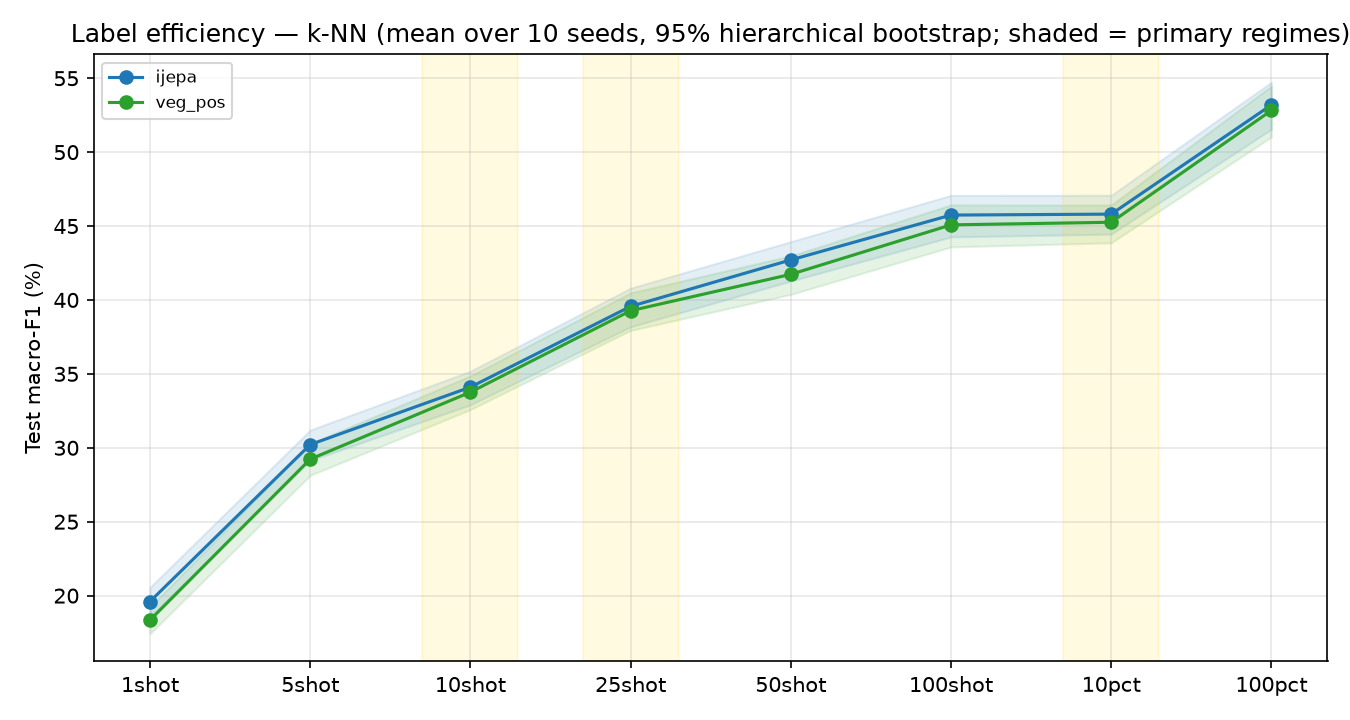 Label efficiency — k-NN (mean over 10 seeds, 95% hierarchical bootstrap; shaded = primary regimes)
ijepa
veg_pos
Test macro-F1 (%)
55
50
45
40
35
30
25
20
1shot 5shot 10shot 25shot 50shot 100shot 10pct 100pct